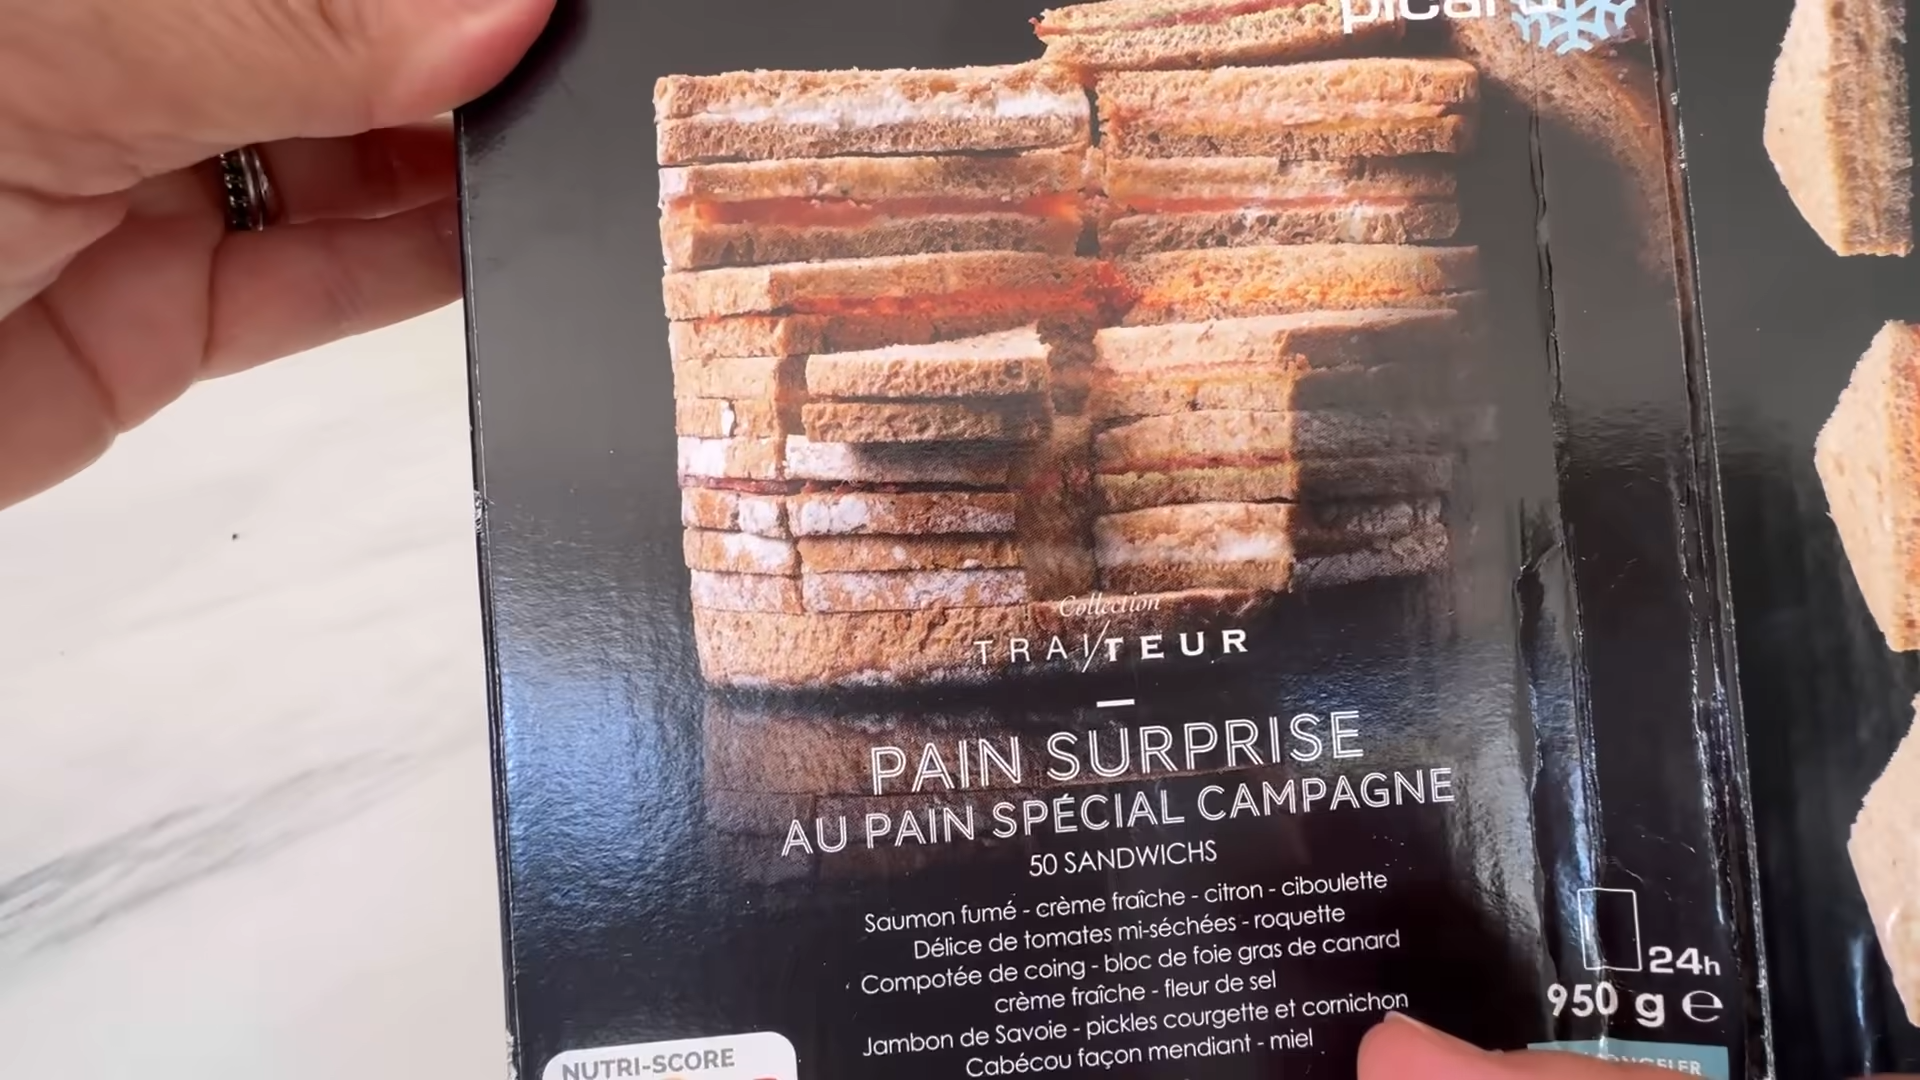 picard
Collection
TRAITEUR
PAIN SURPRISE
AU PAIN SPÉCIAL CAMPAGNE
50 SANDWICHS
Saumon fumé - crème fraîche - citron - ciboulette
Délice de tomates mi-séchées - roquette
Compotée de coing - bloc de foie gras de canard
crème fraîche - fleur de sel
Jambon de Savoie - pickles courgette et cornichon
Cabécou façon mendiant - miel
24h
950 g e
NUTRI-SCORE